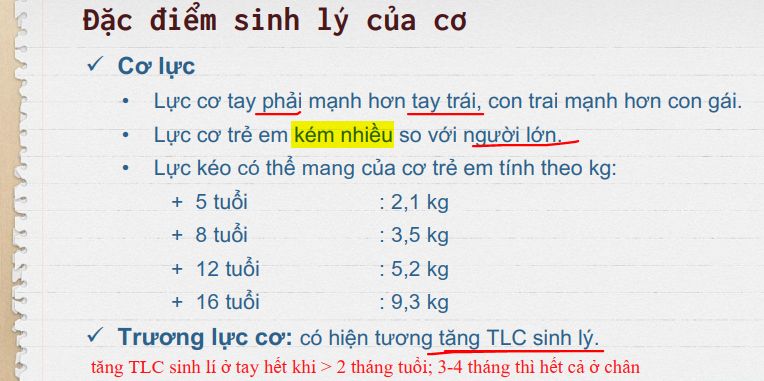 Đặc điểm sinh lý của cơ
✓ Cơ lực
• Lực cơ tay phải mạnh hơn tay trái, con trai mạnh hơn con gái.
• Lực cơ trẻ em kém nhiều so với người lớn.
• Lực kéo có thể mang của cơ trẻ em tính theo kg:
+ 5 tuổi : 2,1 kg
+ 8 tuổi : 3,5 kg
+ 12 tuổi : 5,2 kg
+ 16 tuổi : 9,3 kg
✓ Trương lực cơ: có hiện tương tăng TLC sinh lý.
tăng TLC sinh lí ở tay hết khi > 2 tháng tuổi; 3-4 tháng thì hết cả ở chân